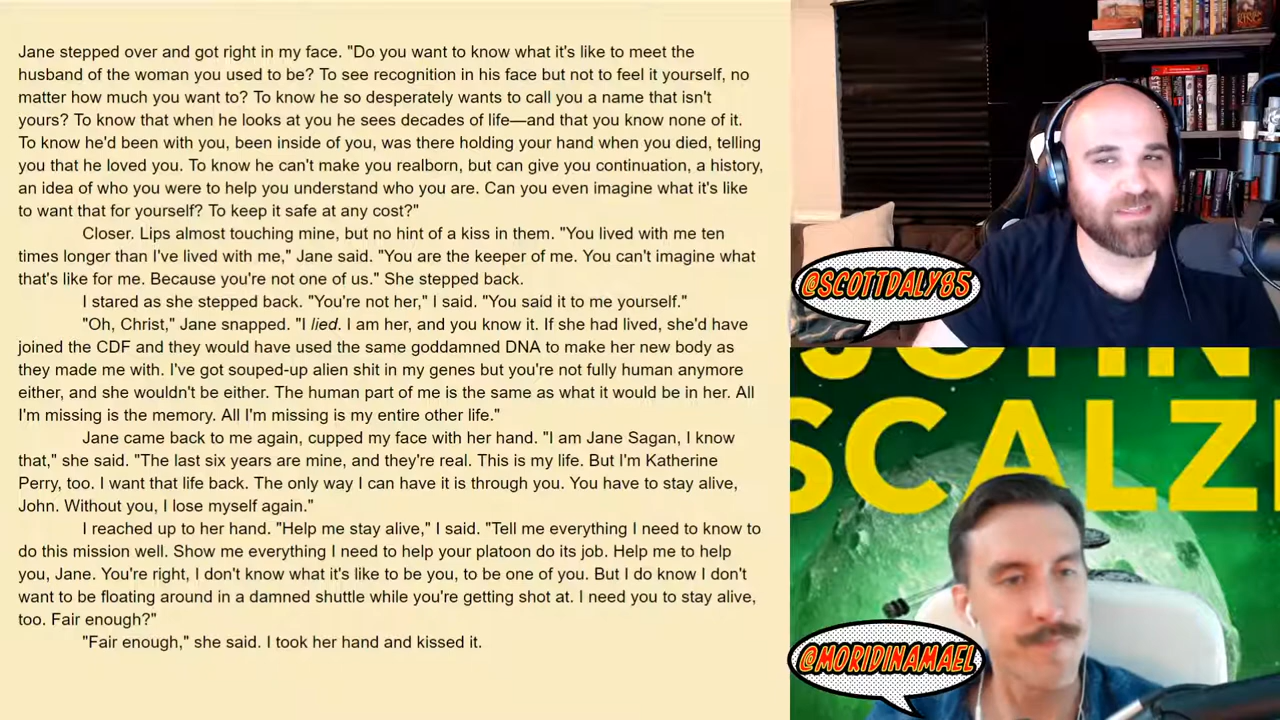 Jane stepped over and got right in my face. "Do you want to know what it's like to meet the
husband of the woman you used to be? To see recognition in his face but not to feel it yourself, no
matter how much you want to? To know he so desperately wants to call you a name that isn't
yours? To know that when he looks at you he sees decades of life—and that you know none of it.
To know he'd been with you, been inside of you, was there holding your hand when you died, telling
you that he loved you. To know he can't make you realborn, but can give you continuation, a history,
an idea of who you were to help you understand who you are. Can you even imagine what it's like
to want that for yourself? To keep it safe at any cost?"
Closer. Lips almost touching mine, but no hint of a kiss in them. "You lived with me ten
times longer than I've lived with me," Jane said. "You are the keeper of me. You can't imagine what
that's like for me. Because you're not one of us." She stepped back.
I stared as she stepped back. "You're not her," I said. "You said it to me yourself."
"Oh, Christ," Jane snapped. "I lied. I am her, and you know it. If she had lived, she'd have
joined the CDF and they would have used the same goddamned DNA to make her new body as
they made me with. I've got souped-up alien shit in my genes but you're not fully human anymore
either, and she wouldn't be either. The human part of me is the same as what it would be in her. All
I'm missing is the memory. All I'm missing is my entire other life."
Jane came back to me again, cupped my face with her hand. "I am Jane Sagan, I know
that," she said. "The last six years are mine, and they're real. This is my life. But I'm Katherine
Perry, too. I want that life back. The only way I can have it is through you. You have to stay alive,
John. Without you, I lose myself again."
I reached up to her hand. "Help me stay alive," I said. "Tell me everything I need to know to
do this mission well. Show me everything I need to help your platoon do its job. Help me to help
you, Jane. You're right, I don't know what it's like to be you, to be one of you. But I do know I don't
want to be floating around in a damned shuttle while you're getting shot at. I need you to stay alive,
too. Fair enough?"
"Fair enough," she said. I took her hand and kissed it.
@SCOTTDALY85
JOHN
SCALZI
@MORIDINAMAEL